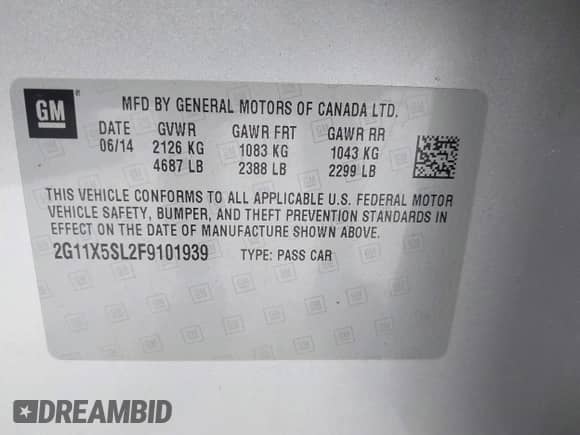 GM ®
MFD BY GENERAL MOTORS OF CANADA LTD.
DATE GVWR GAWR FRT GAWR RR
06/14 2126 KG 1083 KG 1043 KG
4687 LB 2388 LB 2299 LB
THIS VEHICLE CONFORMS TO ALL APPLICABLE U.S. FEDERAL MOTOR
VEHICLE SAFETY, BUMPER, AND THEFT PREVENTION STANDARDS IN
EFFECT ON THE DATE OF MANUFACTURE SHOWN ABOVE.
2G11X5SL2F9101939 TYPE: PASS CAR
DREAMBID